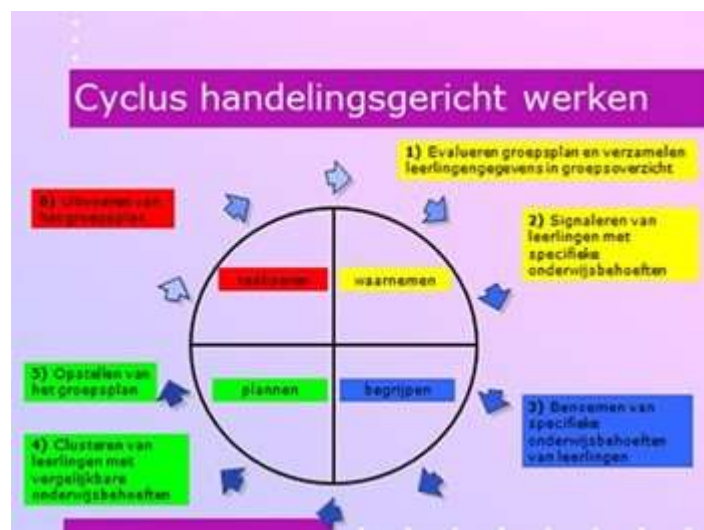 Cyclus handelingsgericht werken
1) Evalueren groepsplan en verzamelen
leerlingengegevens in groepsoverzicht
6) Uitvoeren van
het groepsplan
2) Signaleren van
leerlingen met
specifieke
onderwijsbehoeften
realiseren
waarnemen
5) Opstellen van
het groepsplan
plannen
begrijpen
3) Benoemen van
specifieke
onderwijsbehoeften
van leerlingen
4) Clusteren van
leerlingen met
vergelijkbare
onderwijsbehoeften